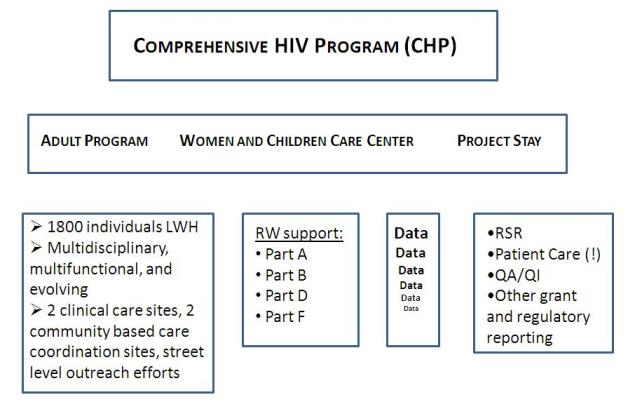 COMPREHENSIVE HIV PROGRAM (CHP)
ADULT PROGRAM WOMEN AND CHILDREN CARE CENTER PROJECT STAY
➢ 1800 individuals LWH
➢ Multidisciplinary,
multifunctional, and
evolving
➢ 2 clinical care sites, 2
community based care
coordination sites, street
level outreach efforts
RW support:
• Part A
• Part B
• Part D
• Part F
Data
Data
Data
Data
Data
Data
•RSR
•Patient Care (!)
•QA/QI
•Other grant
and regulatory
reporting